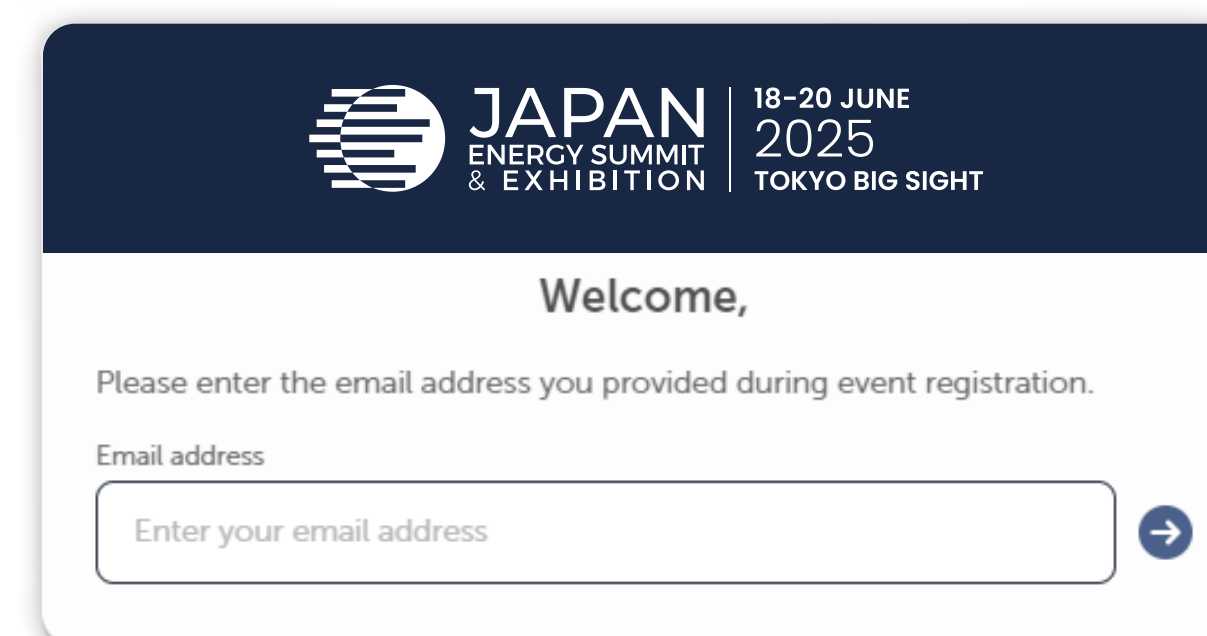 JAPAN
ENERGY SUMMIT
& EXHIBITION
18-20 JUNE
2025
TOKYO BIG SIGHT
Welcome,
Please enter the email address you provided during event registration.
Email address
Enter your email address